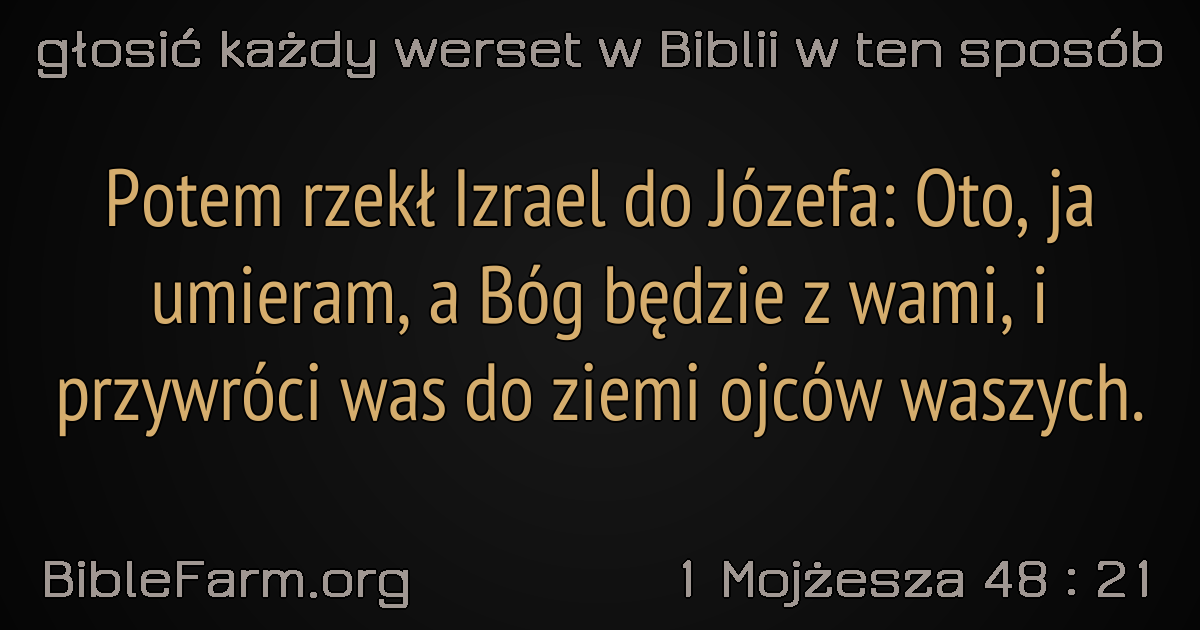 głosić każdy werset w Biblii w ten sposób
Potem rzekł Izrael do Józefa: Oto, ja
umieram, a Bóg będzie z wami, i
przywróci was do ziemi ojców waszych.
BibleFarm.org
1 Mojżesza 48 : 21